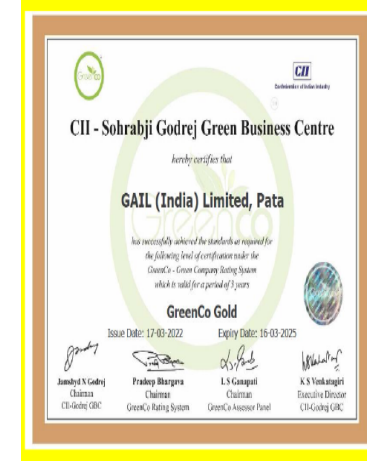 GreenCo
CII
Confederation of Indian Industry
CII - Sohrabji Godrej Green Business Centre
hereby certifies that
GAIL (India) Limited, Pata
has successfully achieved the standards as required for
the following level of certification under the
GreenCo - Green Company Rating System
which is valid for a period of 3 years
GreenCo Gold
Issue Date: 17-03-2022 Expiry Date: 16-03-2025
Jamshyd N Godrej Pradeep Bhargava L S Ganapati K S Venkatagiri
Chairman Chairman Chairman Executive Director
CII-Godrej GBC GreenCo Rating System GreenCo Assessor Panel CII-Godrej GBC